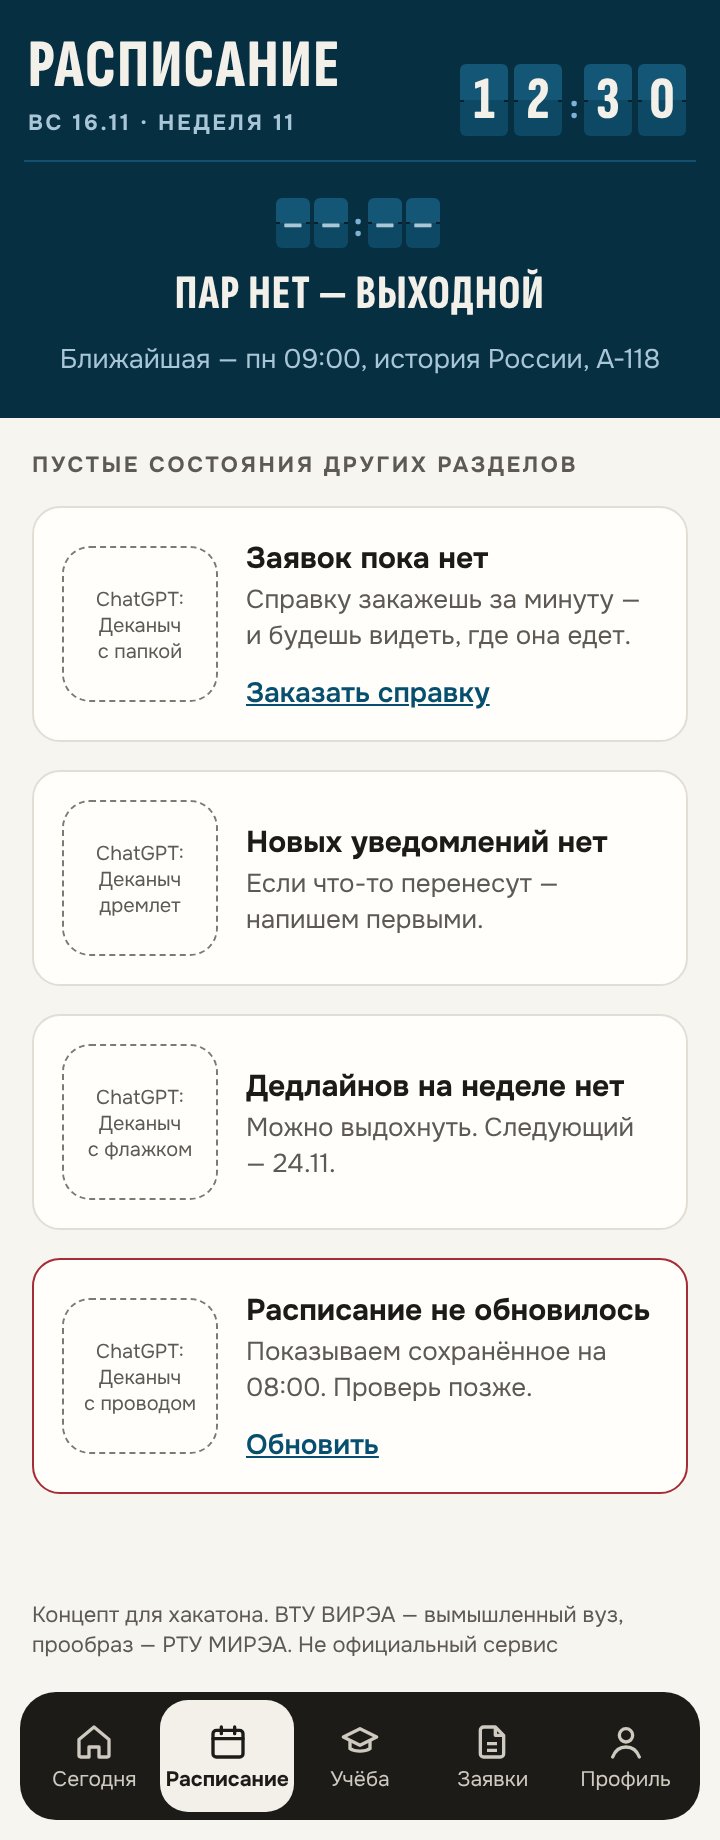 РАСПИСАНИЕ
ВС 16.11 · НЕДЕЛЯ 11
12:30
––:––
ПАР НЕТ — ВЫХОДНОЙ
Ближайшая — пн 09:00, история России, А-118
ПУСТЫЕ СОСТОЯНИЯ ДРУГИХ РАЗДЕЛОВ
ChatGPT:
Деканыч
с папкой
Заявок пока нет
Справку закажешь за минуту —
и будешь видеть, где она едет.
Заказать справку
ChatGPT:
Деканыч
дремлет
Новых уведомлений нет
Если что-то перенесут —
напишем первыми.
ChatGPT:
Деканыч
с флажком
Дедлайнов на неделе нет
Можно выдохнуть. Следующий
— 24.11.
ChatGPT:
Деканыч
с проводом
Расписание не обновилось
Показываем сохранённое на
08:00. Проверь позже.
Обновить
Концепт для хакатона. ВТУ ВИРЭА — вымышленный вуз,
прообраз — РТУ МИРЭА. Не официальный сервис
Сегодня
Расписание
Учёба
Заявки
Профиль